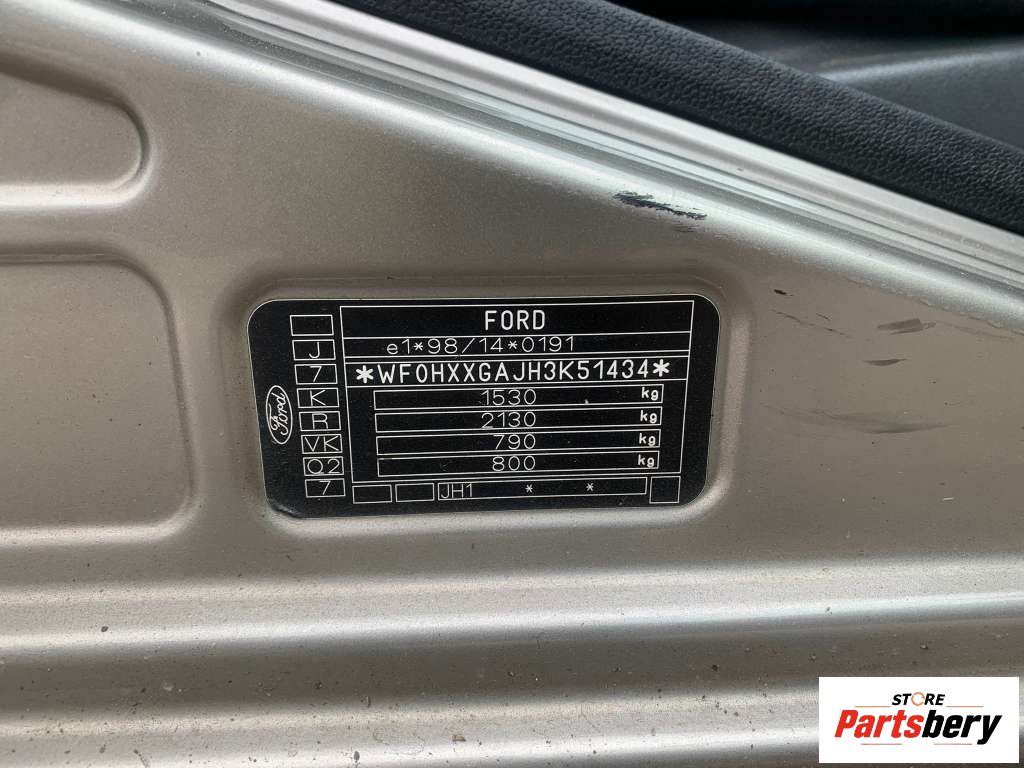 FORD
e1*98/14*0191
*WF0HXXGAJH3K51434*
1530 kg
2130 kg
790 kg
800 kg
JH1 * *
J
7
K
R
VK
Q2
7
Ford
STORE
Partsbery